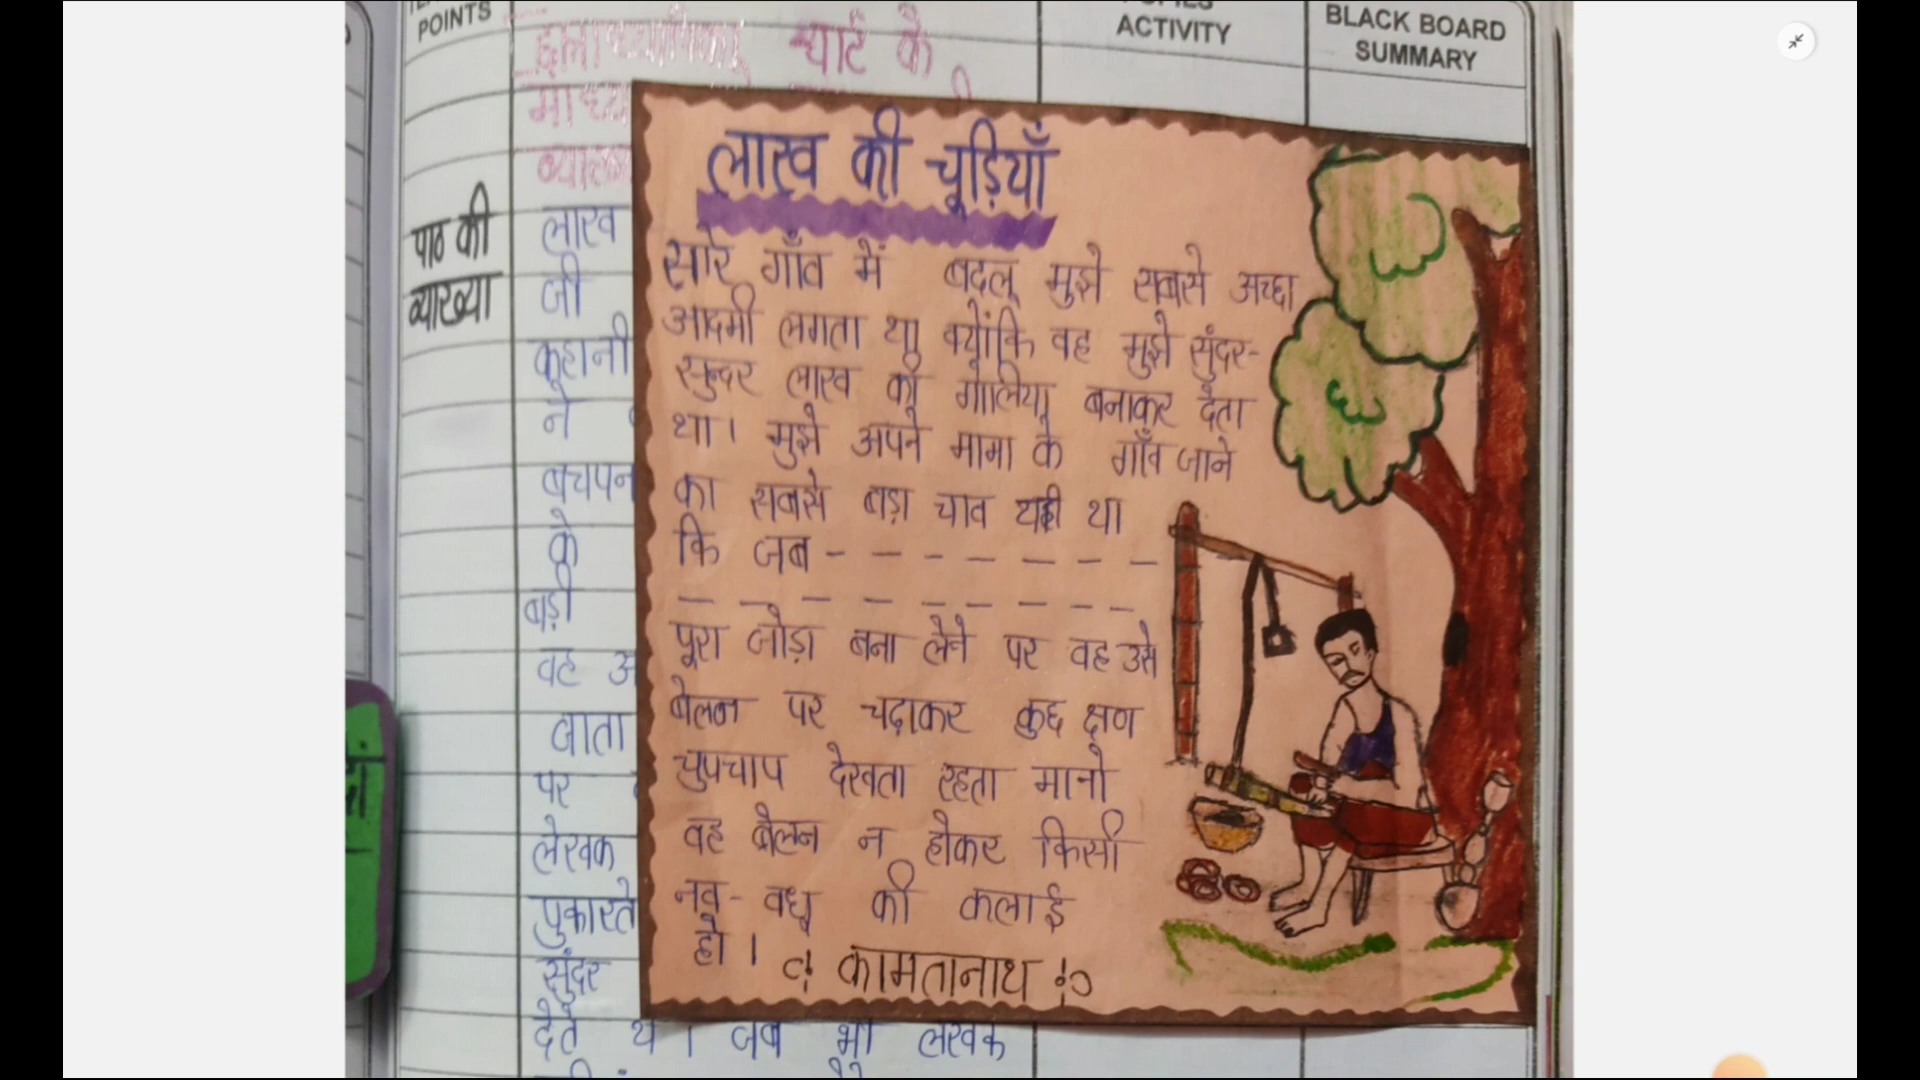 POINTS
ACTIVITY
BLACK BOARD
SUMMARY
चार्ट के
पाठ की
व्याख्या
लाख
जी
कहानी
ने
बचपन
के
बड़ी
वह अ
जाता
पर
लेखक
पुकारते
सुंदर
देते थे। जब भी लेखक
लाख की चूड़ियाँ
सारे गाँव में बदलू मुझे सबसे अच्छा
आदमी लगता था क्योंकि वह मुझे सुंदर-
सुन्दर लाख की गोलिया बनाकर देता
था। मुझे अपने मामा के गाँव जाने
का सबसे बड़ा चाव यही था
कि जब - - - - - - -
- - - - - - - - -
पूरा जोड़ा बना लेने पर वह उसे
बेलन पर चढ़ाकर कुछ क्षण
चुपचाप देखता रहता मानो
वह बेलन न होकर किसी
नव-वधू की कलाई
हो।
कामतानाथ